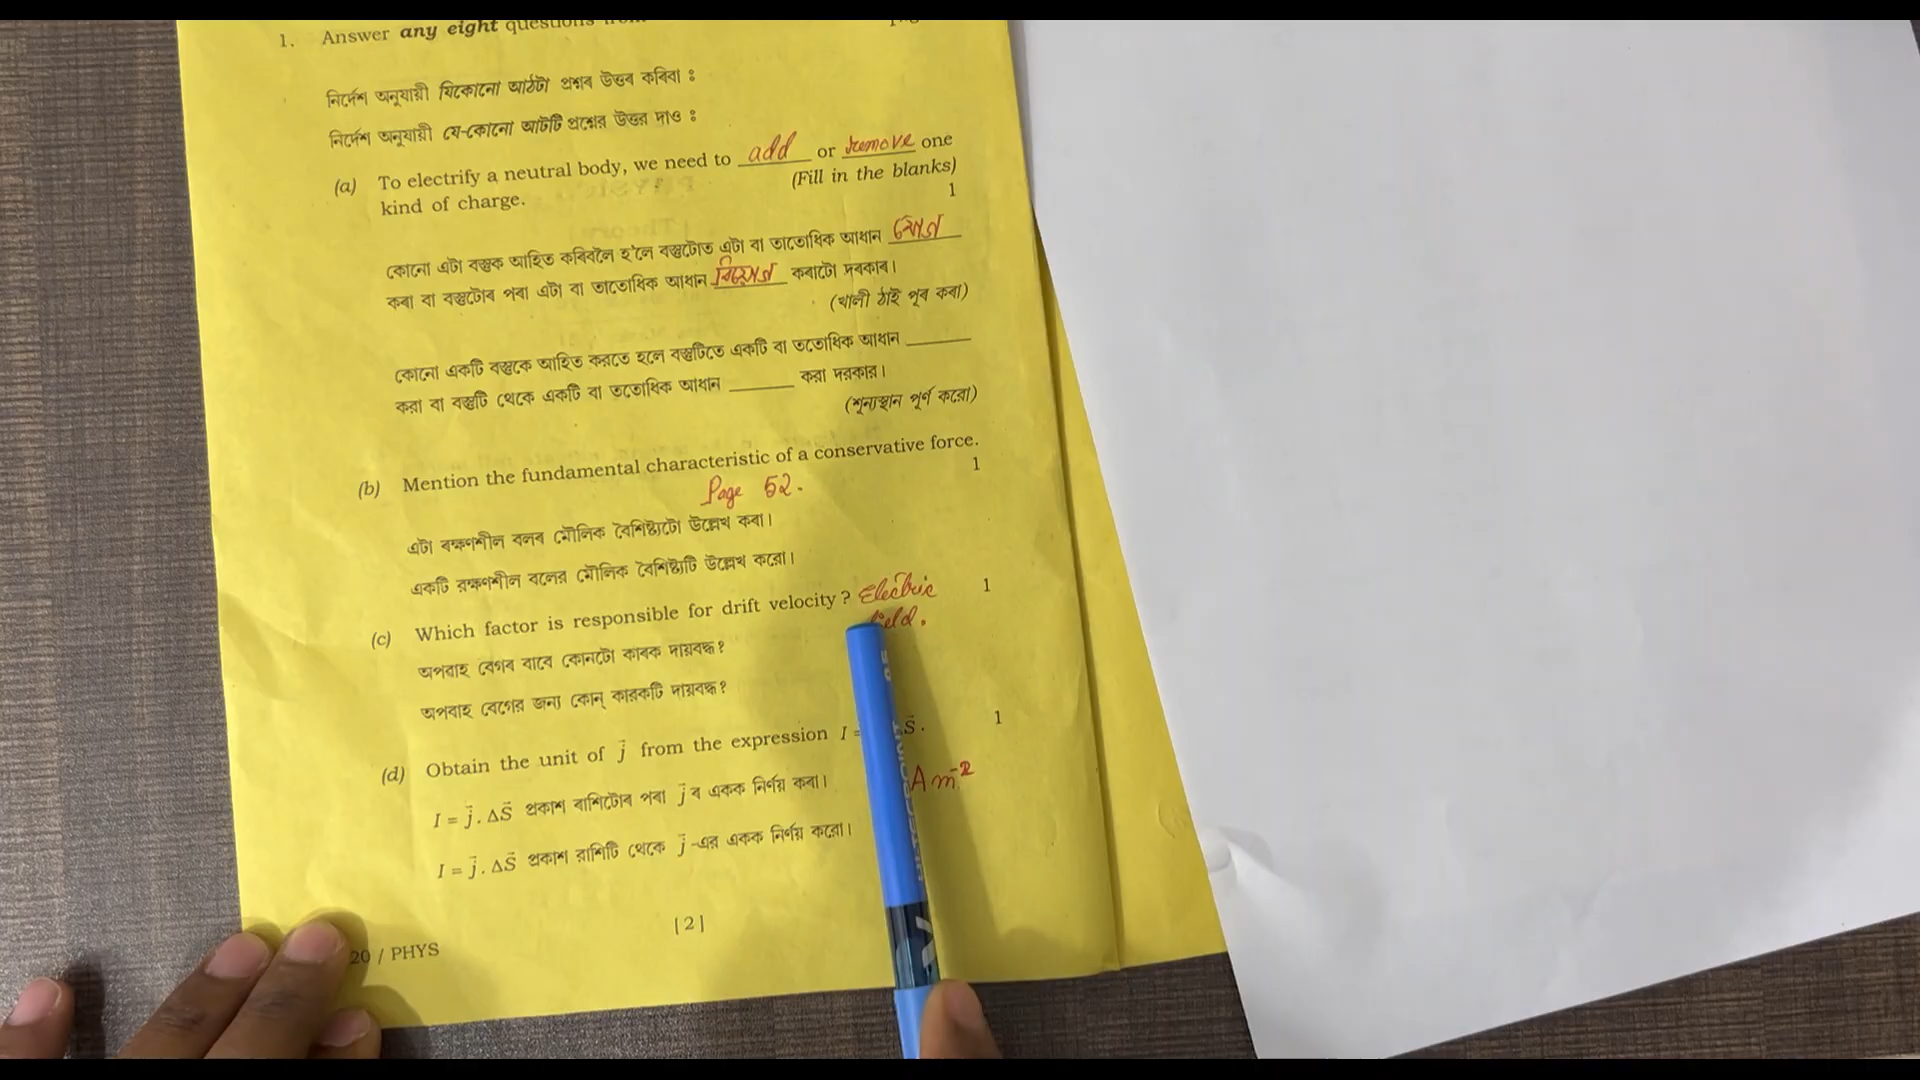 1. Answer any eight questions
নিৰ্দেশ অনুযায়ী যিকোনো আঠটা প্ৰশ্নৰ উত্তৰ কৰিবা :
নির্দেশ অনুযায়ী যে-কোনো আটটি প্রশ্নের উত্তর দাও :
(a) To electrify a neutral body, we need to add or remove one
kind of charge. (Fill in the blanks)
1
কোনো এটা বস্তুক আহিত কৰিবলৈ হ'লে বস্তুটোত এটা বা তাতোধিক আধান যোগ
কৰা বা বস্তুটোৰ পৰা এটা বা তাতোধিক আধান বিয়োগ কৰাটো দৰকাৰ।
(খালী ঠাই পূৰ কৰা)
কোনো একটি বস্তুকে আহিত করতে হলে বস্তুটিতে একটি বা ততোধিক আধান ______
করা বা বস্তুটি থেকে একটি বা ততোধিক আধান ______ করা দরকার।
(শূন্যস্থান পূর্ণ করো)
(b) Mention the fundamental characteristic of a conservative force.
1
Page 52.
এটা ৰক্ষণশীল বলৰ মৌলিক বৈশিষ্ট্যটো উল্লেখ কৰা।
একটি রক্ষণশীল বলের মৌলিক বৈশিষ্ট্যটি উল্লেখ করো।
(c) Which factor is responsible for drift velocity? Electric 1
অপবাহ বেগৰ বাবে কোনটো কাৰক দায়বদ্ধ?
অপবাহ বেগের জন্য কোন্ কারকটি দায়বদ্ধ?
(d) Obtain the unit of j⃗ from the expression I = S⃗. 1
I = j⃗ . ΔS⃗ প্ৰকাশ ৰাশিটোৰ পৰা j⃗ ৰ একক নিৰ্ণয় কৰা। A m⁻²
I = j⃗ . ΔS⃗ প্রকাশ রাশিটি থেকে j⃗ -এর একক নির্ণয় করো।
[ 2 ]
20 / PHYS